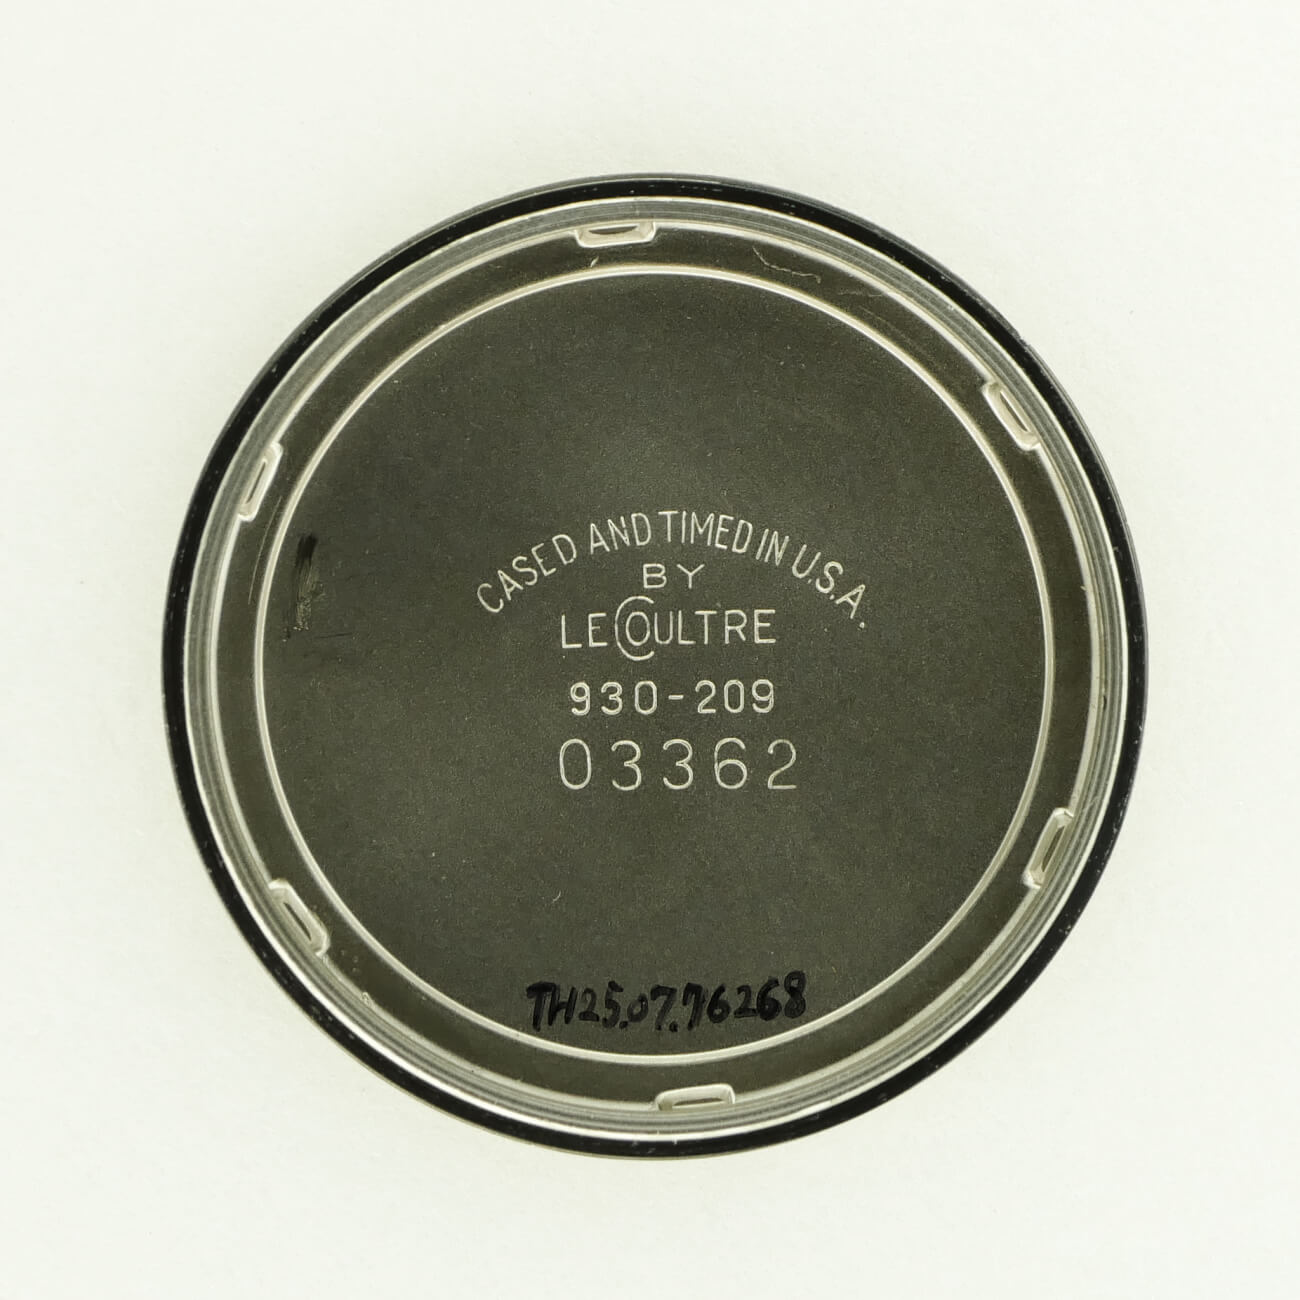 CASED AND TIMED IN U.S.A.
BY
LECOULTRE
930-209
03362
TH25.07.76268